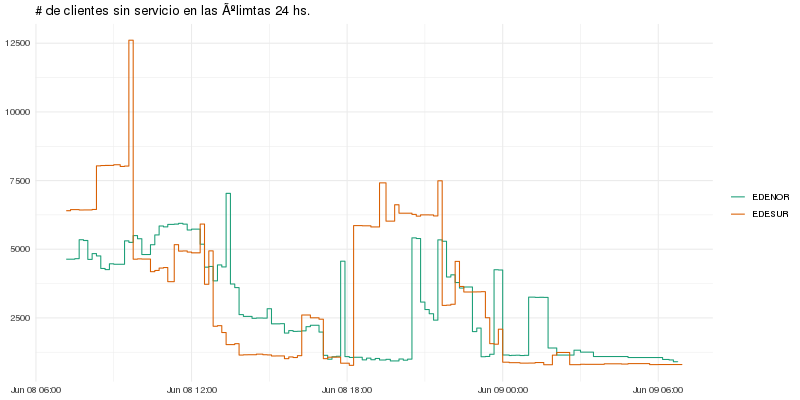 # de clientes sin servicio en las Ãºlimtas 24 hs.
12500
10000
7500
5000
2500
Jun 08 06:00
Jun 08 12:00
Jun 08 18:00
Jun 09 00:00
Jun 09 06:00
EDENOR
EDESUR